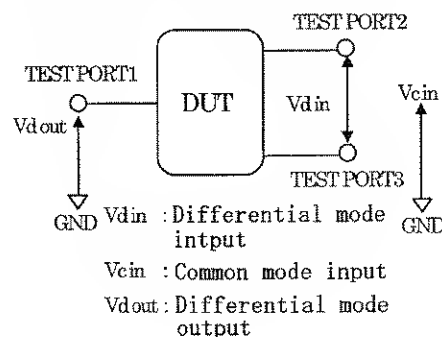 TEST PORT2
TEST PORT1
DUT
Vdin
Vcin
Vdout
TEST PORT3
GND
GND
Vdin : Differential mode
intput
Vcin : Common mode input
Vdout : Differential mode
output